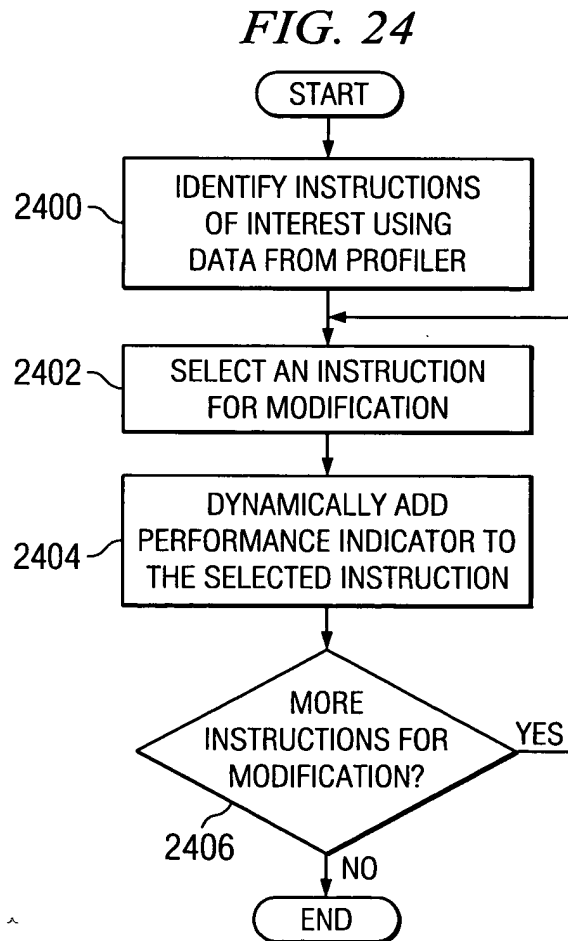 FIG. 24
START
2400
IDENTIFY INSTRUCTIONS
OF INTEREST USING
DATA FROM PROFILER
2402
SELECT AN INSTRUCTION
FOR MODIFICATION
2404
DYNAMICALLY ADD
PERFORMANCE INDICATOR TO
THE SELECTED INSTRUCTION
MORE
INSTRUCTIONS FOR
MODIFICATION?
YES
2406
NO
END